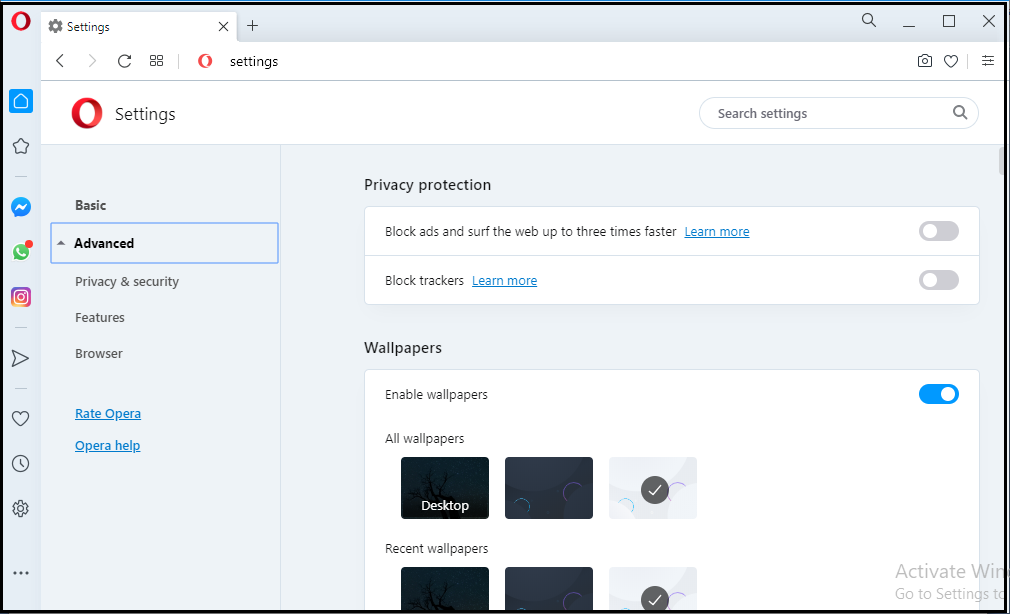 Settings
settings
Settings
Search settings
Basic
Advanced
Privacy & security
Features
Browser
Rate Opera
Opera help
Privacy protection
Block ads and surf the web up to three times faster Learn more
Block trackers Learn more
Wallpapers
Enable wallpapers
All wallpapers
Desktop
Recent wallpapers
Activate Win
Go to Settings to